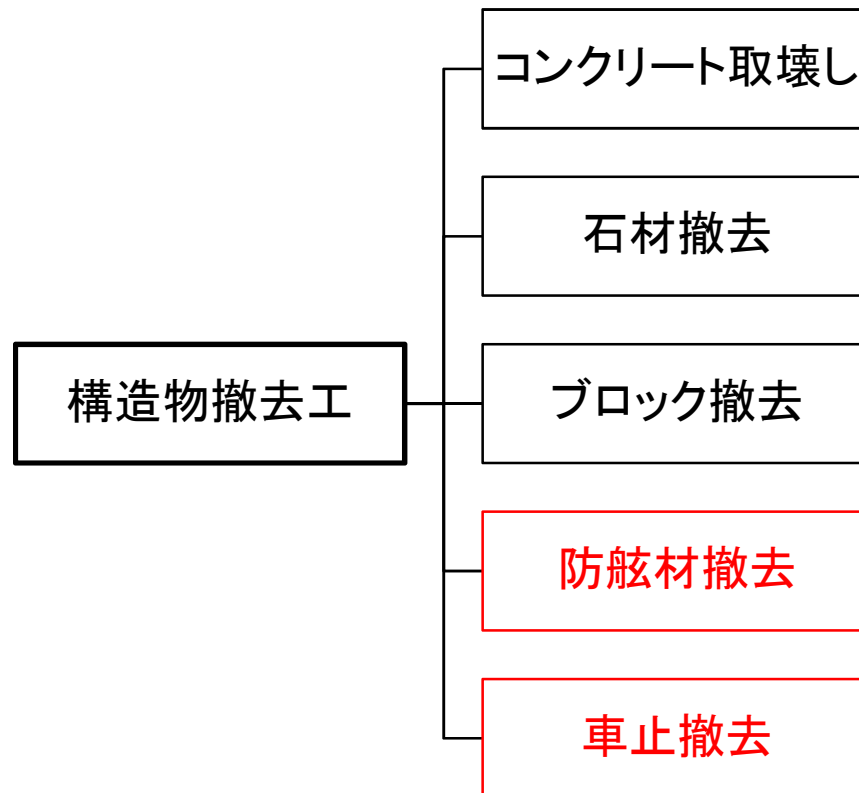 コンクリート取壊し
石材撤去
構造物撤去工
ブロック撤去
防舷材撤去
車止撤去